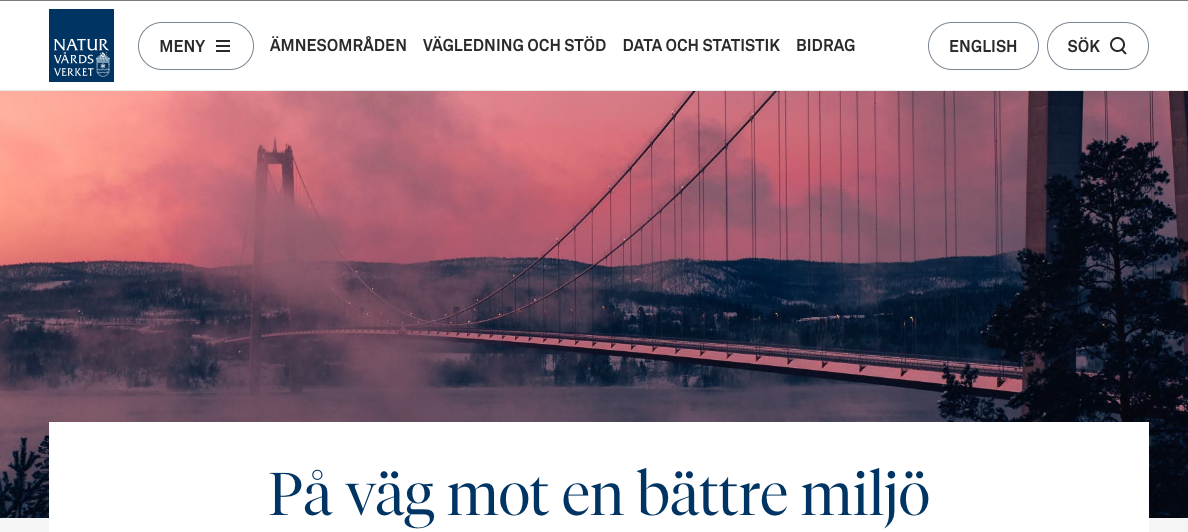 NATUR
VÅRDS
VERKET
MENY
ÄMNESOMRÅDEN
VÄGLEDNING OCH STÖD
DATA OCH STATISTIK
BIDRAG
ENGLISH
SÖK
På väg mot en bättre miljö